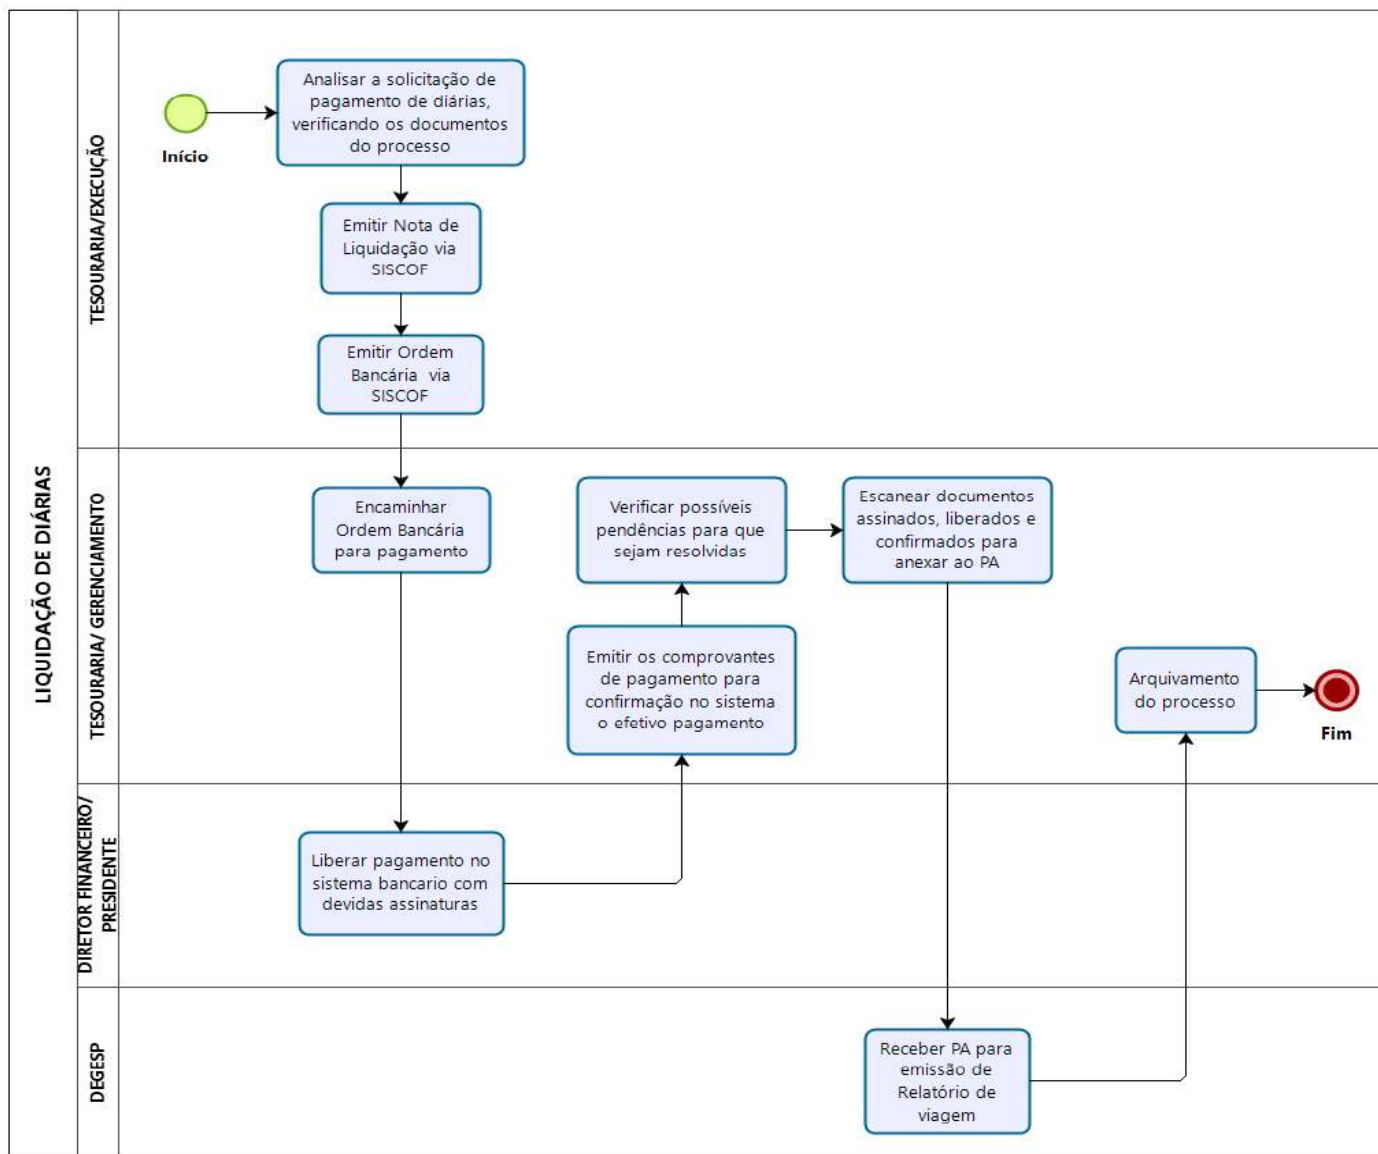 LIQUIDAÇÃO DE DIÁRIAS
TESOURARIA/EXECUÇÃO
Início
Analisar a solicitação de
pagamento de diárias,
verificando os documentos
do processo
Emitir Nota de
Liquidação via
SISCOF
Emitir Ordem
Bancária via
SISCOF
TESOURARIA/ GERENCIAMENTO
Encaminhar
Ordem Bancária
para pagamento
Verificar possíveis
pendências para que
sejam resolvidas
Escanear documentos
assinados, liberados e
confirmados para
anexar ao PA
Emitir os comprovantes
de pagamento para
confirmação no sistema
o efetivo pagamento
Arquivamento
do processo
Fim
DIRETOR FINANCEIRO/
PRESIDENTE
Liberar pagamento no
sistema bancario com
devidas assinaturas
DEGESP
Receber PA para
emissão de
Relatório de
viagem